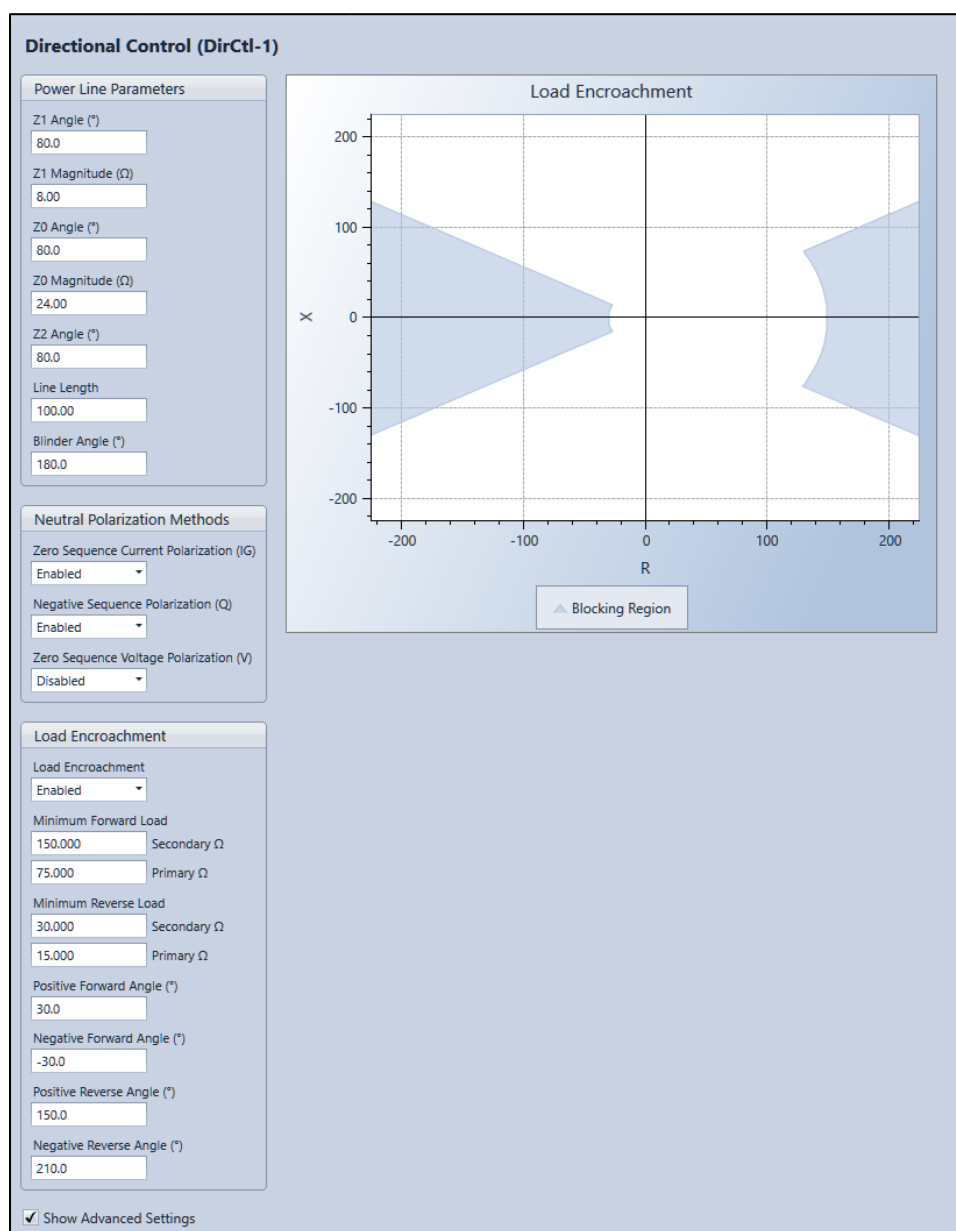 Directional Control (DirCtl-1)
Power Line Parameters
Z1 Angle (°)
80.0
Z1 Magnitude (Ω)
8.00
Z0 Angle (°)
80.0
Z0 Magnitude (Ω)
24.00
Z2 Angle (°)
80.0
Line Length
100.00
Blinder Angle (°)
180.0
Neutral Polarization Methods
Zero Sequence Current Polarization (IG)
Enabled
Negative Sequence Polarization (Q)
Enabled
Zero Sequence Voltage Polarization (V)
Disabled
Load Encroachment
Load Encroachment
Enabled
Minimum Forward Load
150.000 Secondary Ω
75.000 Primary Ω
Minimum Reverse Load
30.000 Secondary Ω
15.000 Primary Ω
Positive Forward Angle (°)
30.0
Negative Forward Angle (°)
-30.0
Positive Reverse Angle (°)
150.0
Negative Reverse Angle (°)
210.0
Show Advanced Settings
Load Encroachment
200
100
0
-100
-200
X
-200 -100 0 100 200
R
Blocking Region